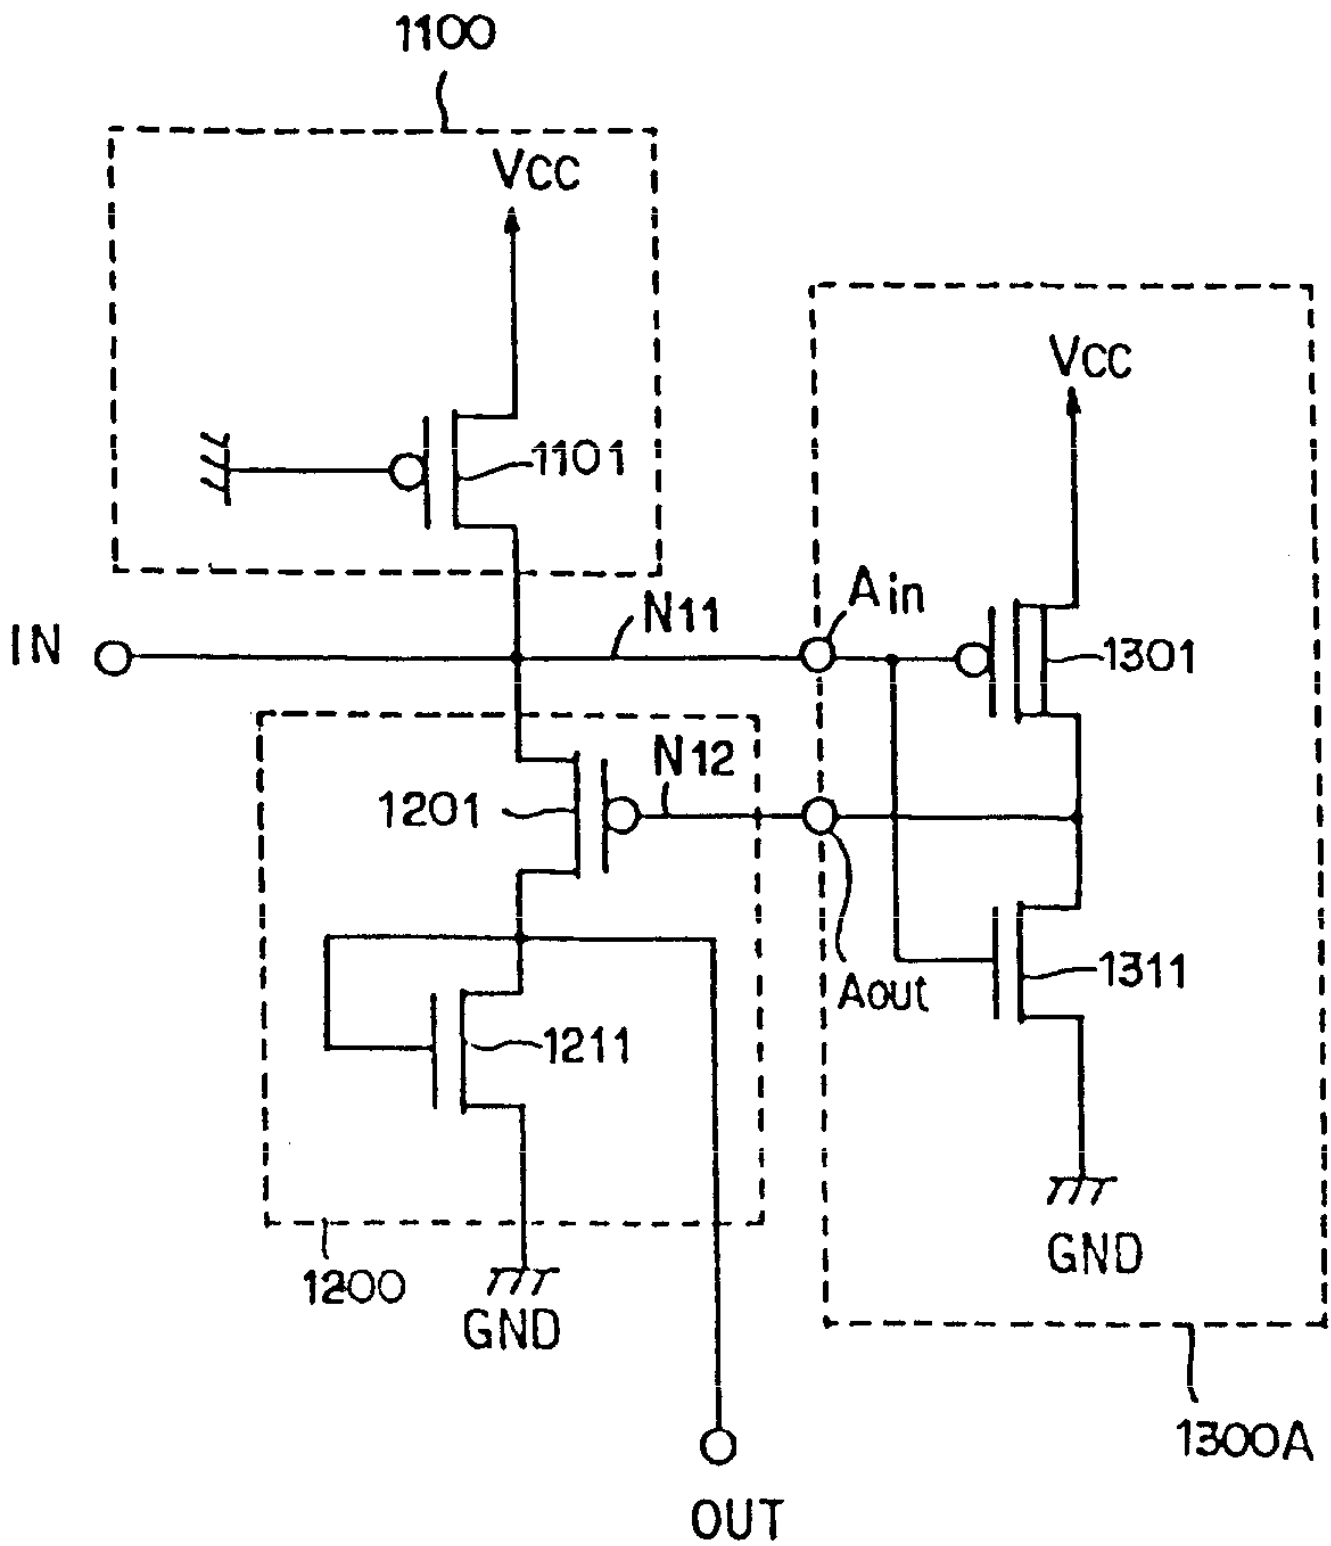 1100
VCC
1101
VCC
IN
N11
Ain
1301
N12
1201
Aout
1311
1211
1200
GND
GND
1300A
OUT